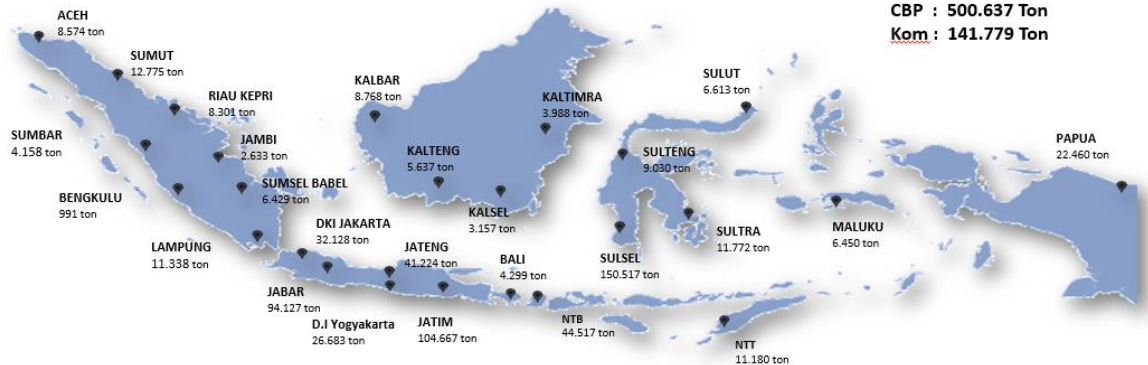 CBP : 500.637 Ton
Kom : 141.779 Ton
ACEH
8.574 ton
SUMUT
12.775 ton
RIAU KEPRI
8.301 ton
SUMBAR
4.158 ton
JAMBI
2.633 ton
BENGKULU
991 ton
SUMSEL BABEL
6.429 ton
LAMPUNG
11.338 ton
DKI JAKARTA
32.128 ton
JABAR
94.127 ton
JATENG
41.224 ton
D.I Yogyakarta
26.683 ton
JATIM
104.667 ton
BALI
4.299 ton
NTB
44.517 ton
NTT
11.180 ton
KALBAR
8.768 ton
KALTENG
5.637 ton
KALSEL
3.157 ton
KALTIMRA
3.988 ton
SULUT
6.613 ton
SULTENG
9.030 ton
SULTRA
11.772 ton
SULSEL
150.517 ton
MALUKU
6.450 ton
PAPUA
22.460 ton